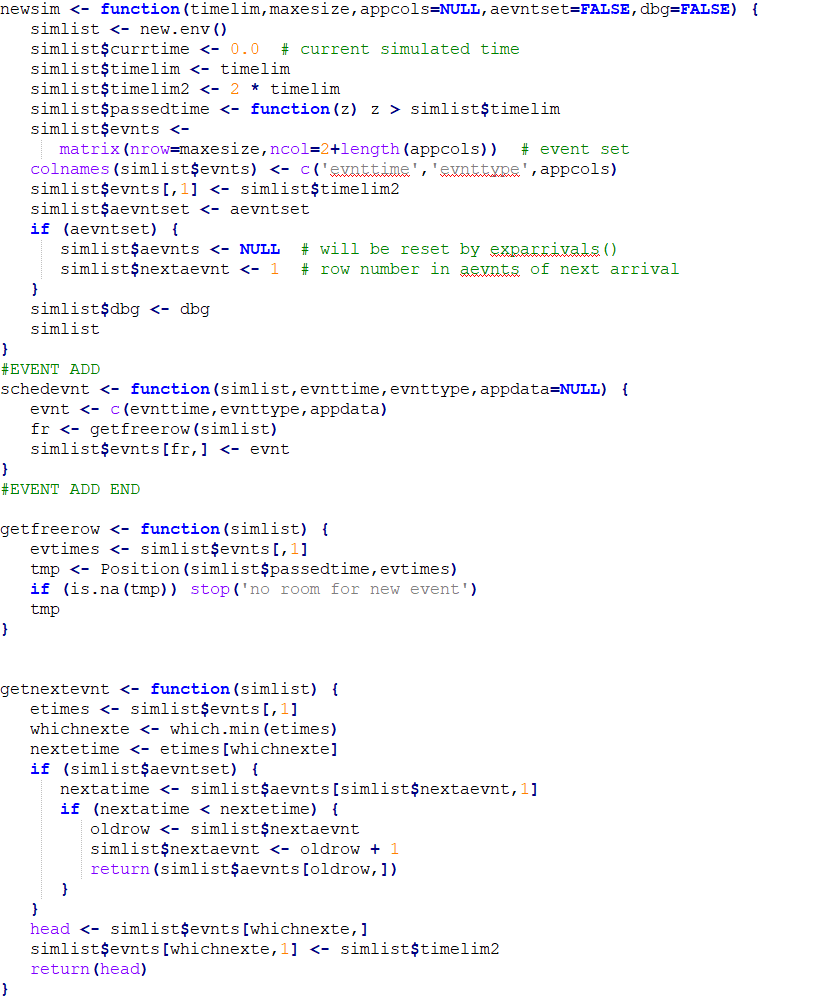 newsim <- function(timelim,maxesize,appcols=NULL,aevntset=FALSE,dbg=FALSE) {
   simlist <- new.env()
   simlist$currtime <- 0.0  # current simulated time
   simlist$timelim <- timelim
   simlist$timelim2 <- 2 * timelim
   simlist$passedtime <- function(z) z > simlist$timelim
   simlist$evnts <-
      matrix(nrow=maxesize,ncol=2+length(appcols))  # event set
   colnames(simlist$evnts) <- c('evnttime','evnttype',appcols)
   simlist$evnts[,1] <- simlist$timelim2
   simlist$aevntset <- aevntset
   if (aevntset) {
      simlist$aevnts <- NULL  # will be reset by exparrivals()
      simlist$nextaevnt <- 1  # row number in aevnts of next arrival
   }
   simlist$dbg <- dbg
   simlist
}
#EVENT ADD
schedevnt <- function(simlist,evnttime,evnttype,appdata=NULL) {
   evnt <- c(evnttime,evnttype,appdata)
   fr <- getfreerow(simlist)
   simlist$evnts[fr,] <- evnt
}
#EVENT ADD END

getfreerow <- function(simlist) {
   evtimes <- simlist$evnts[,1]
   tmp <- Position(simlist$passedtime,evtimes)
   if (is.na(tmp)) stop('no room for new event')
   tmp
}

getnextevnt <- function(simlist) {
   etimes <- simlist$evnts[,1]
   whichnexte <- which.min(etimes)
   nextetime <- etimes[whichnexte]
   if (simlist$aevntset) {
      nextatime <- simlist$aevnts[simlist$nextaevnt,1]
      if (nextatime < nextetime) {
         oldrow <- simlist$nextaevnt
         simlist$nextaevnt <- oldrow + 1
         return(simlist$aevnts[oldrow,])
      }
   }
   head <- simlist$evnts[whichnexte,]
   simlist$evnts[whichnexte,1] <- simlist$timelim2
   return(head)
}